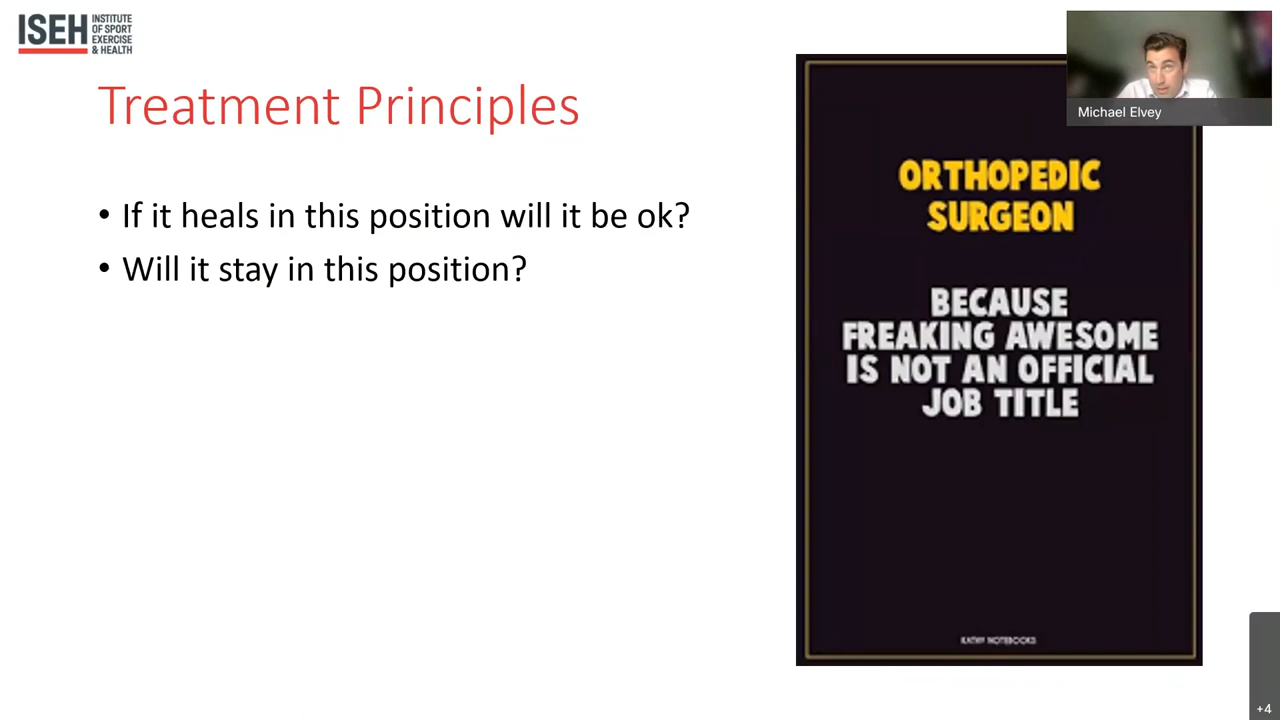 ISEH
INSTITUTE
OF SPORT
EXERCISE
& HEALTH
Treatment Principles
• If it heals in this position will it be ok?
• Will it stay in this position?
Michael Elvey
ORTHOPEDIC
SURGEON
BECAUSE
FREAKING AWESOME
IS NOT AN OFFICIAL
JOB TITLE
KATHY NOTEBOOKS
+4